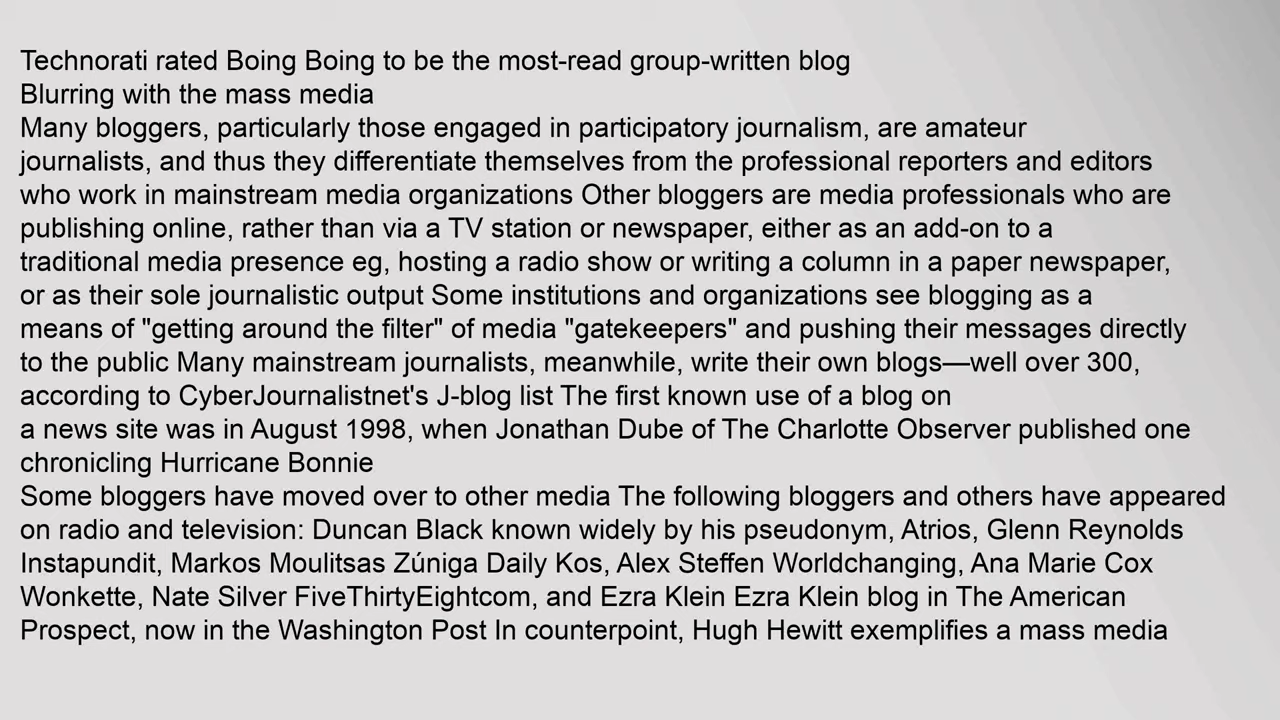 Technorati rated Boing Boing to be the most-read group-written blog
Blurring with the mass media
Many bloggers, particularly those engaged in participatory journalism, are amateur
journalists, and thus they differentiate themselves from the professional reporters and editors
who work in mainstream media organizations Other bloggers are media professionals who are
publishing online, rather than via a TV station or newspaper, either as an add-on to a
traditional media presence eg, hosting a radio show or writing a column in a paper newspaper,
or as their sole journalistic output Some institutions and organizations see blogging as a
means of "getting around the filter" of media "gatekeepers" and pushing their messages directly
to the public Many mainstream journalists, meanwhile, write their own blogs—well over 300,
according to CyberJournalistnet's J-blog list The first known use of a blog on
a news site was in August 1998, when Jonathan Dube of The Charlotte Observer published one
chronicling Hurricane Bonnie
Some bloggers have moved over to other media The following bloggers and others have appeared
on radio and television: Duncan Black known widely by his pseudonym, Atrios, Glenn Reynolds
Instapundit, Markos Moulitsas Zúniga Daily Kos, Alex Steffen Worldchanging, Ana Marie Cox
Wonkette, Nate Silver FiveThirtyEightcom, and Ezra Klein Ezra Klein blog in The American
Prospect, now in the Washington Post In counterpoint, Hugh Hewitt exemplifies a mass media